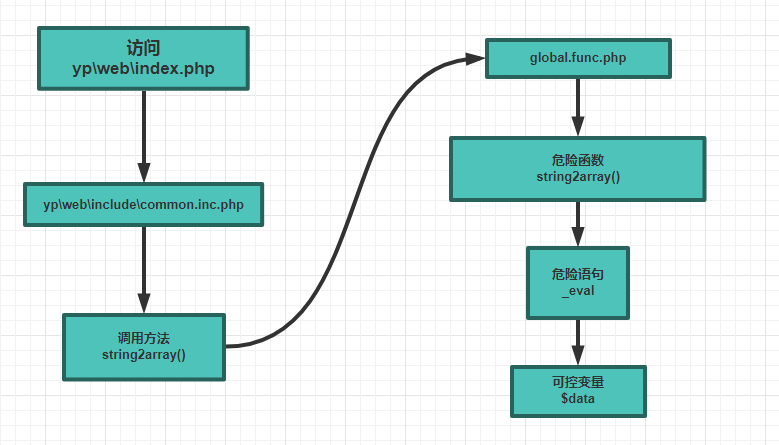 访问
yp\web\index.php
yp\web\include\common.inc.php
调用方法
string2array()
global.func.php
危险函数
string2array()
危险语句
_eval
可控变量
$data